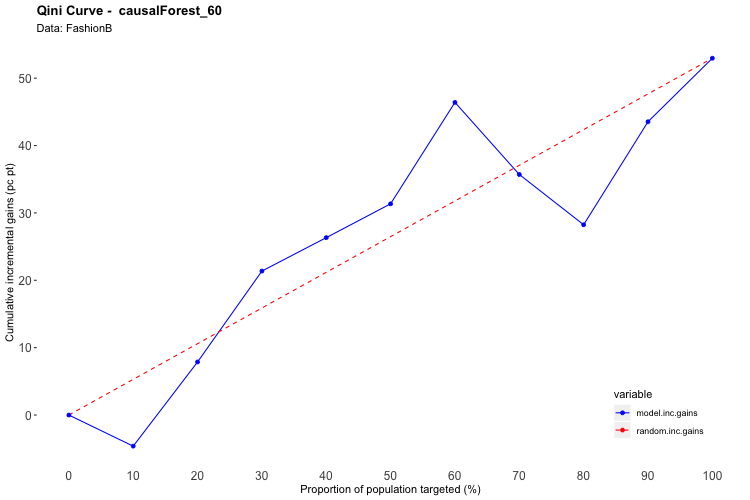 Qini Curve -  causalForest_60
Data: FashionB
Cumulative incremental gains (pc pt)
50
40
30
20
10
0
variable
model.inc.gains
random.inc.gains
0 10 20 30 40 50 60 70 80 90 100
Proportion of population targeted (%)